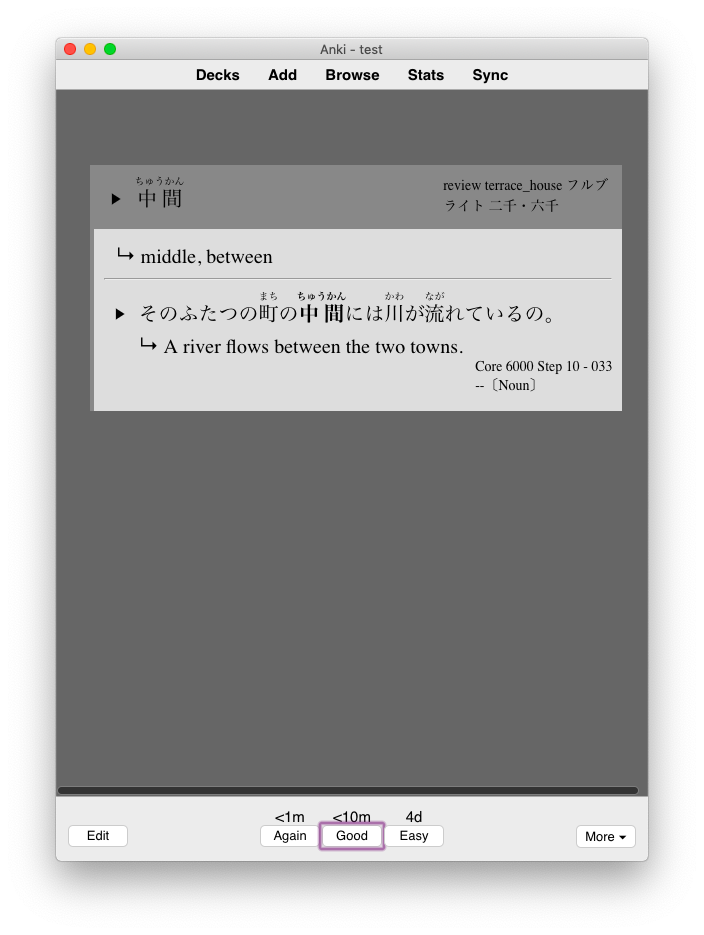 Anki - test
Decks Add Browse Stats Sync
ちゅうかん
中間
review terrace_house フルブ
ライト 二千・六千
middle, between
まち ちゅうかん かわ なが
そのふたつの町の中間には川が流れているの。
A river flows between the two towns.
Core 6000 Step 10 - 033
--〔Noun〕
<1m <10m 4d
Edit Again Good Easy More